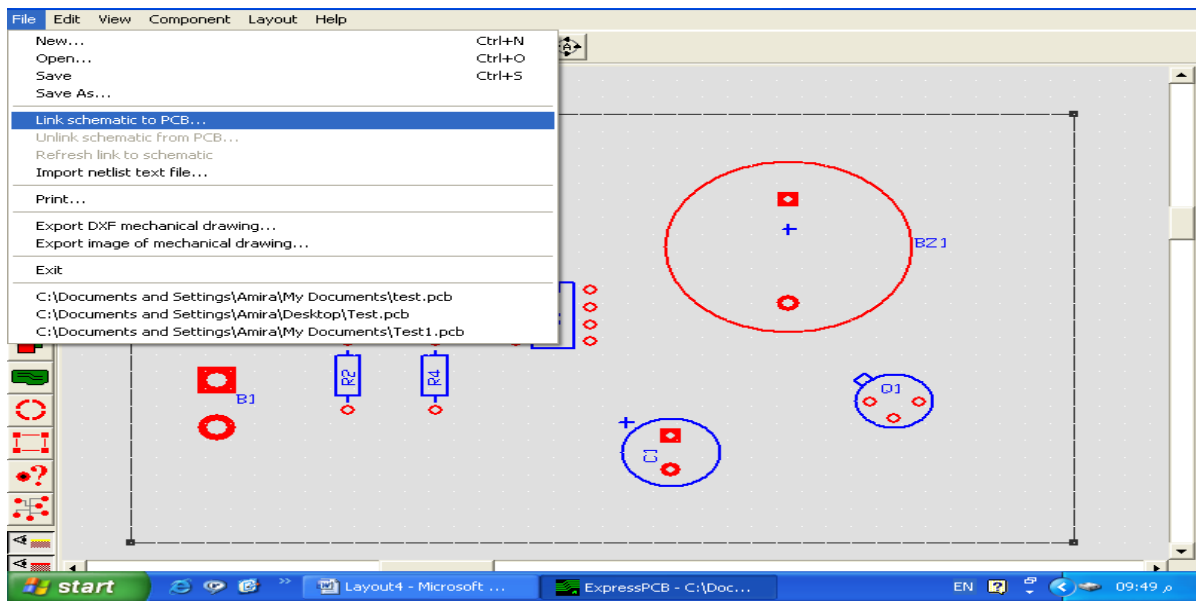 File Edit View Component Layout Help
New... Ctrl+N
Open... Ctrl+O
Save Ctrl+S
Save As...
Link schematic to PCB...
Unlink schematic from PCB...
Refresh link to schematic
Import netlist text file...
Print...
Export DXF mechanical drawing...
Export image of mechanical drawing...
Exit
C:\Documents and Settings\Amira\My Documents\test.pcb
C:\Documents and Settings\Amira\Desktop\Test.pcb
C:\Documents and Settings\Amira\My Documents\Test1.pcb
A
+
BZ1
B1
R2
R4
+
C1
Q1
?
start
Layout4 - Microsoft ...
ExpressPCB - C:\Doc...
EN ?
09:49 م